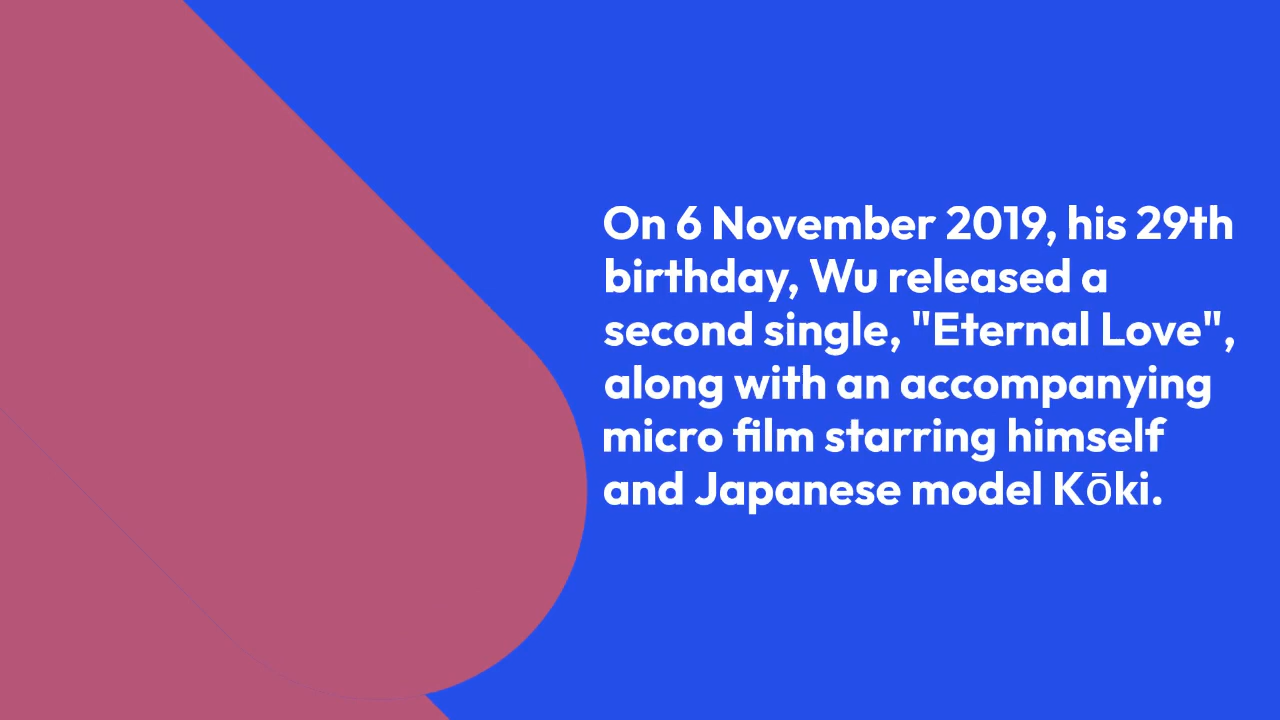 On 6 November 2019, his 29th
birthday, Wu released a
second single, "Eternal Love",
along with an accompanying
micro film starring himself
and Japanese model Kōki.